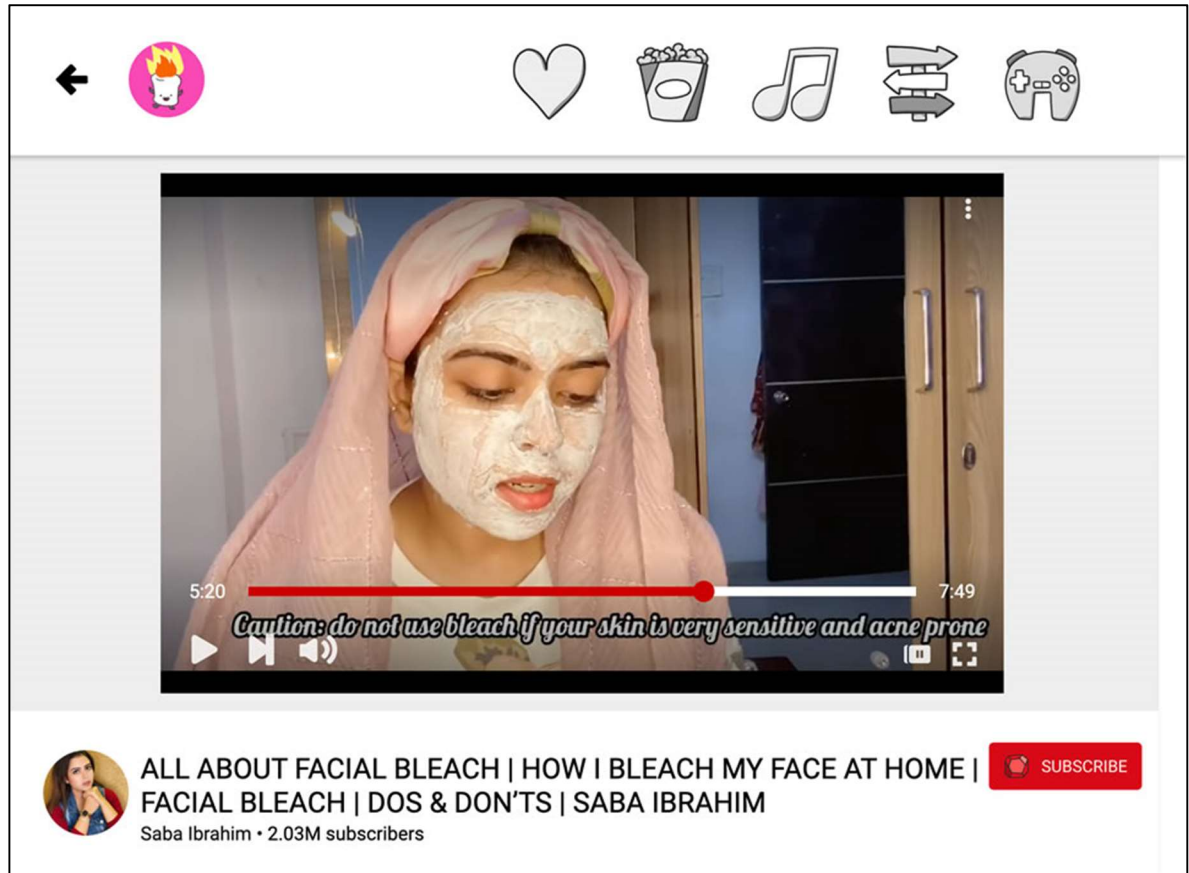 5:20
7:49
Caution: do not use bleach if your skin is very sensitive and acne prone
ALL ABOUT FACIAL BLEACH | HOW I BLEACH MY FACE AT HOME |
FACIAL BLEACH | DOS & DON’TS | SABA IBRAHIM
SUBSCRIBE
Saba Ibrahim • 2.03M subscribers